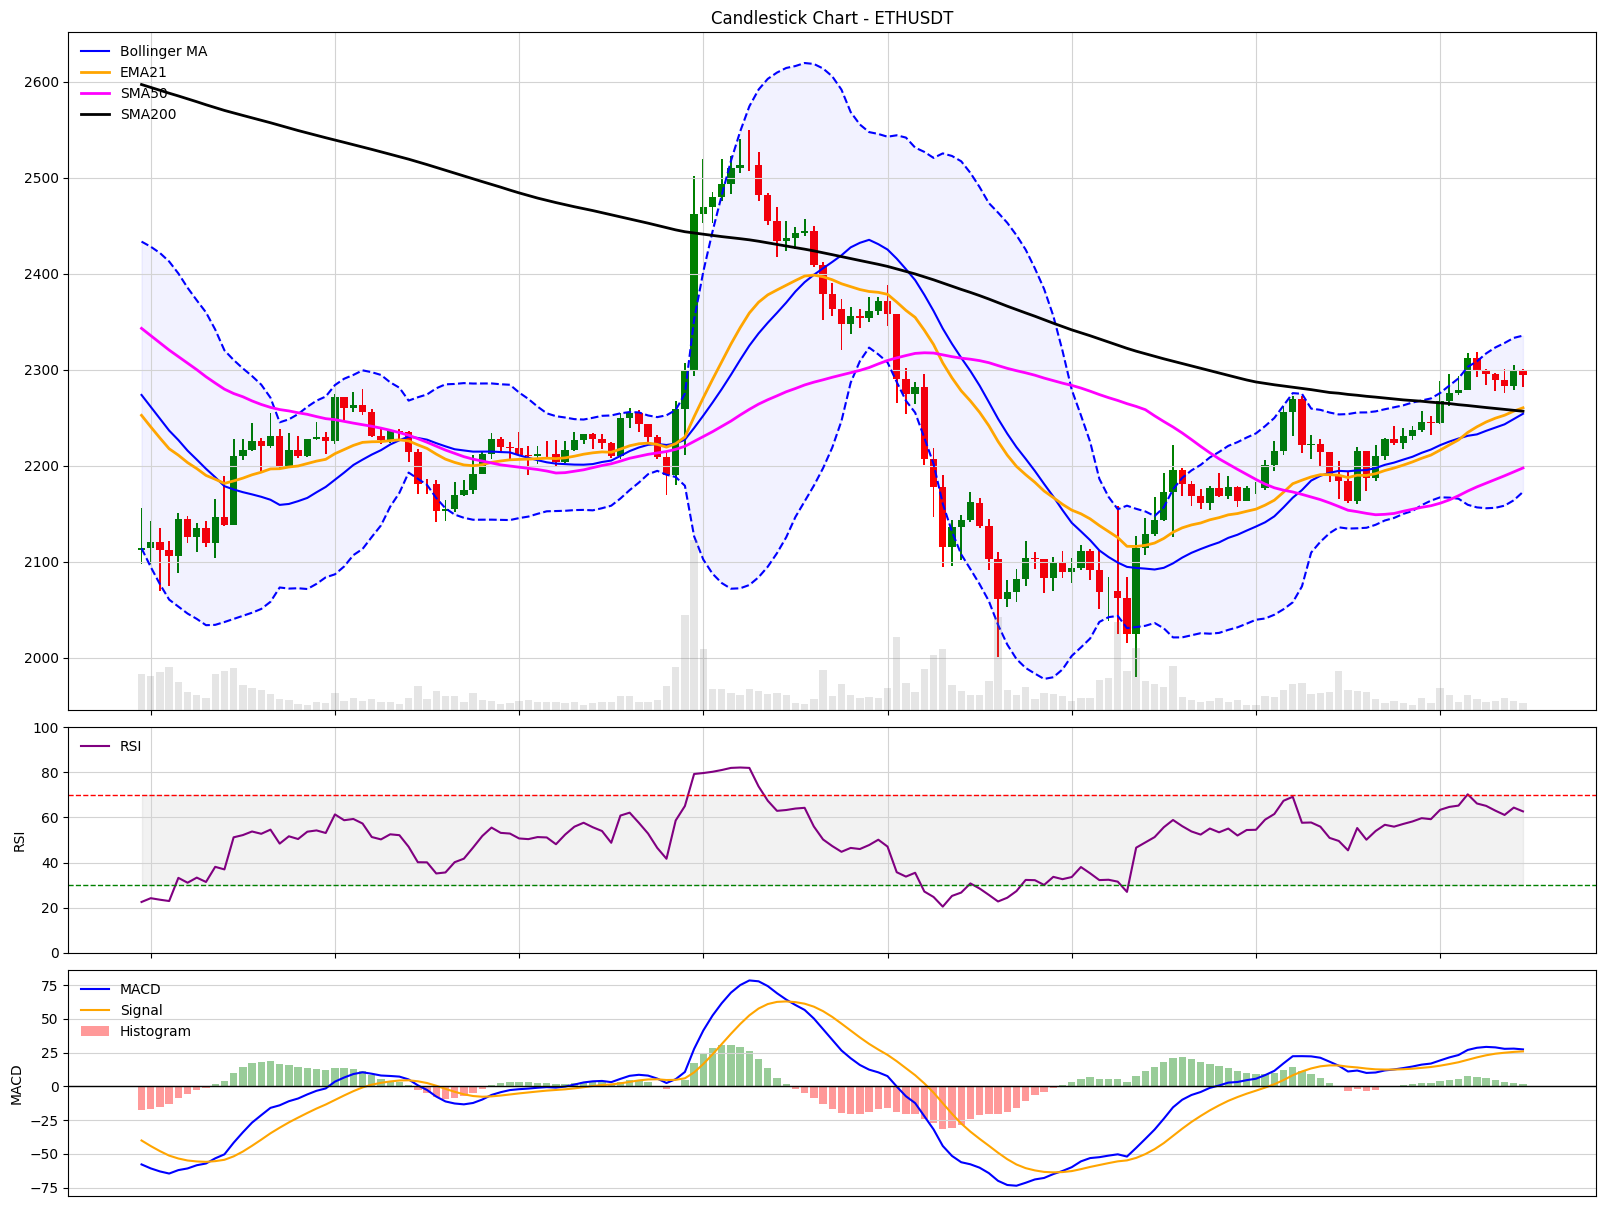 Candlestick Chart - ETHUSDT
Bollinger MA
EMA21
SMA50
SMA200
2600
2500
2400
2300
2200
2100
2000
RSI
100
80
60
40
20
0
RSI
MACD
Signal
Histogram
75
50
25
0
−25
−50
−75
MACD